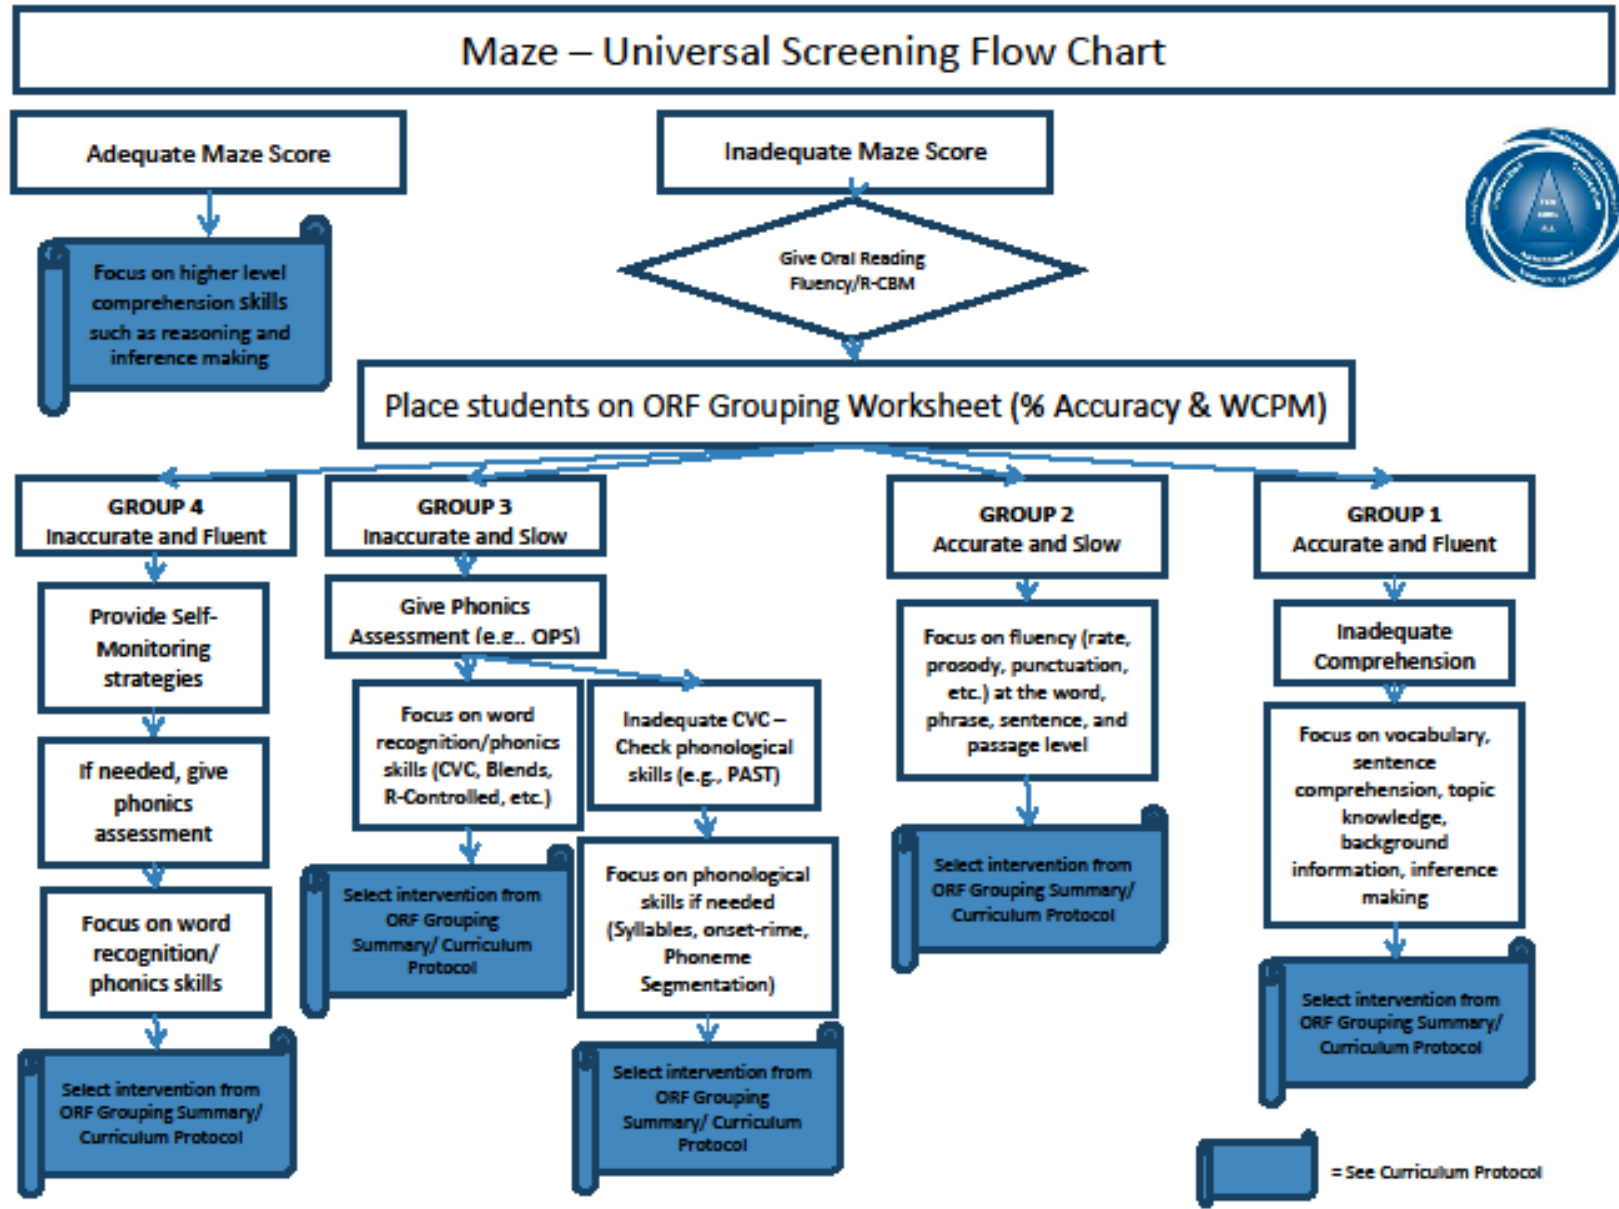 Maze – Universal Screening Flow Chart
Adequate Maze Score
Inadequate Maze Score
Focus on higher level
comprehension skills
such as reasoning and
inference making
Give Oral Reading
Fluency/R-CBM
Place students on ORF Grouping Worksheet (% Accuracy & WCPM)
GROUP 4
Inaccurate and Fluent
Provide Self-
Monitoring
strategies
If needed, give
phonics
assessment
Focus on word
recognition/
phonics skills
Select intervention from
ORF Grouping Summary/
Curriculum Protocol
GROUP 3
Inaccurate and Slow
Give Phonics
Assessment (e.g., QPS)
Focus on word
recognition/phonics
skills (CVC, Blends,
R-Controlled, etc.)
Select intervention from
ORF Grouping
Summary/ Curriculum
Protocol
Inadequate CVC –
Check phonological
skills (e.g., PAST)
Focus on phonological
skills if needed
(Syllables, onset-rime,
Phoneme
Segmentation)
Select intervention from
ORF Grouping
Summary/ Curriculum
Protocol
GROUP 2
Accurate and Slow
Focus on fluency (rate,
prosody, punctuation,
etc.) at the word,
phrase, sentence, and
passage level
Select intervention from
ORF Grouping Summary/
Curriculum Protocol
GROUP 1
Accurate and Fluent
Inadequate
Comprehension
Focus on vocabulary,
sentence
comprehension, topic
knowledge,
background
information, inference
making
Select intervention from
ORF Grouping Summary/
Curriculum Protocol
= See Curriculum Protocol